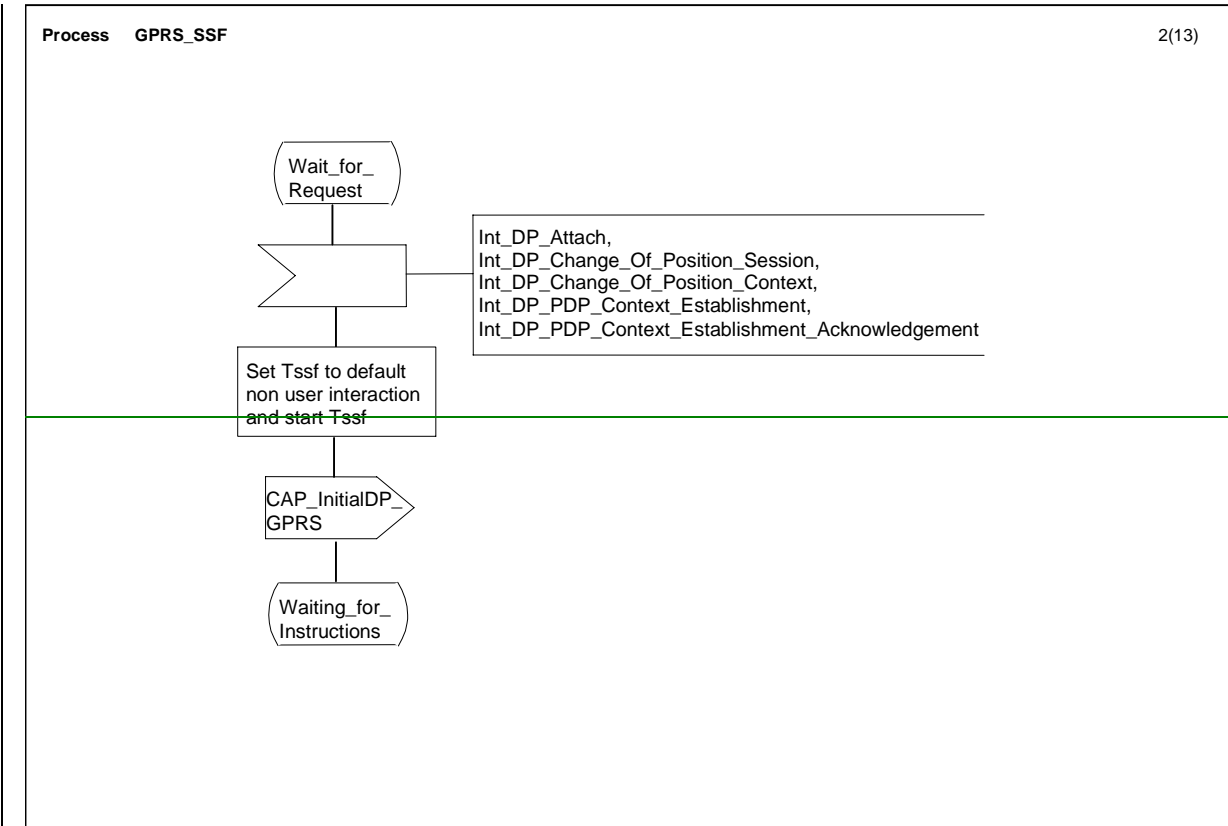 Process GPRS_SSF 2(13)
Wait_for_
Request
Int_DP_Attach,
Int_DP_Change_Of_Position_Session,
Int_DP_Change_Of_Position_Context,
Int_DP_PDP_Context_Establishment,
Int_DP_PDP_Context_Establishment_Acknowledgement
Set Tssf to default
non user interaction
and start Tssf
CAP_InitialDP_
GPRS
Waiting_for_
Instructions